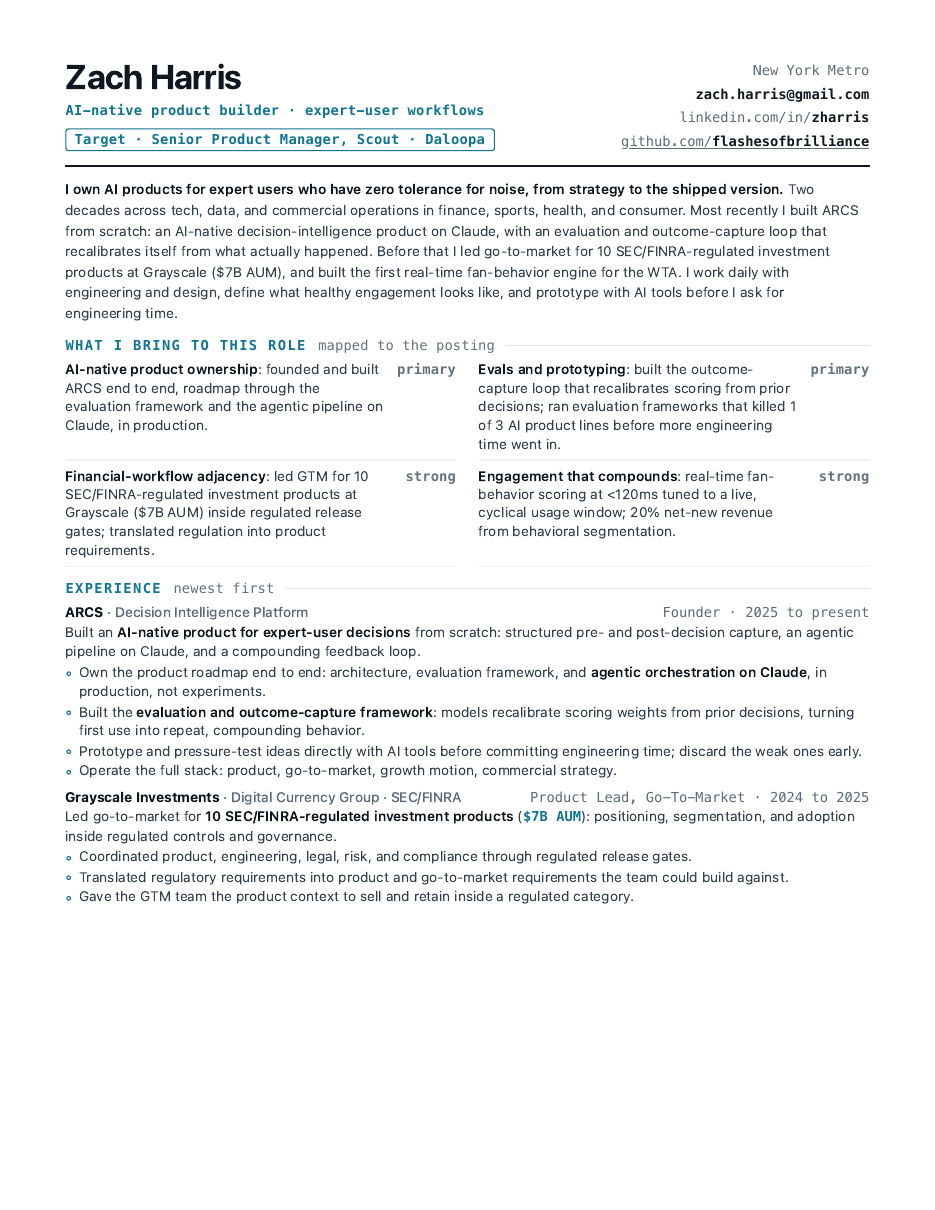 Zach Harris
AI-native product builder · expert-user workflows
Target · Senior Product Manager, Scout · Daloopa
New York Metro
zach.harris@gmail.com
linkedin.com/in/zharris
github.com/flashesofbrilliance
I own AI products for expert users who have zero tolerance for noise, from strategy to the shipped version. Two
decades across tech, data, and commercial operations in finance, sports, health, and consumer. Most recently I built ARCS
from scratch: an AI-native decision-intelligence product on Claude, with an evaluation and outcome-capture loop that
recalibrates itself from what actually happened. Before that I led go-to-market for 10 SEC/FINRA-regulated investment
products at Grayscale ($7B AUM), and built the first real-time fan-behavior engine for the WTA. I work daily with
engineering and design, define what healthy engagement looks like, and prototype with AI tools before I ask for
engineering time.
WHAT I BRING TO THIS ROLE mapped to the posting
AI-native product ownership: founded and built primary
ARCS end to end, roadmap through the
evaluation framework and the agentic pipeline on
Claude, in production.
Evals and prototyping: built the outcome- primary
capture loop that recalibrates scoring from prior
decisions; ran evaluation frameworks that killed 1
of 3 AI product lines before more engineering
time went in.
Financial-workflow adjacency: led GTM for 10 strong
SEC/FINRA-regulated investment products at
Grayscale ($7B AUM) inside regulated release
gates; translated regulation into product
requirements.
Engagement that compounds: real-time fan- strong
behavior scoring at <120ms tuned to a live,
cyclical usage window; 20% net-new revenue
from behavioral segmentation.
EXPERIENCE newest first
ARCS · Decision Intelligence Platform Founder · 2025 to present
Built an AI-native product for expert-user decisions from scratch: structured pre- and post-decision capture, an agentic
pipeline on Claude, and a compounding feedback loop.
Own the product roadmap end to end: architecture, evaluation framework, and agentic orchestration on Claude, in
production, not experiments.
Built the evaluation and outcome-capture framework: models recalibrate scoring weights from prior decisions, turning
first use into repeat, compounding behavior.
Prototype and pressure-test ideas directly with AI tools before committing engineering time; discard the weak ones early.
Operate the full stack: product, go-to-market, growth motion, commercial strategy.
Grayscale Investments · Digital Currency Group · SEC/FINRA Product Lead, Go-To-Market · 2024 to 2025
Led go-to-market for 10 SEC/FINRA-regulated investment products ($7B AUM): positioning, segmentation, and adoption
inside regulated controls and governance.
Coordinated product, engineering, legal, risk, and compliance through regulated release gates.
Translated regulatory requirements into product and go-to-market requirements the team could build against.
Gave the GTM team the product context to sell and retain inside a regulated category.